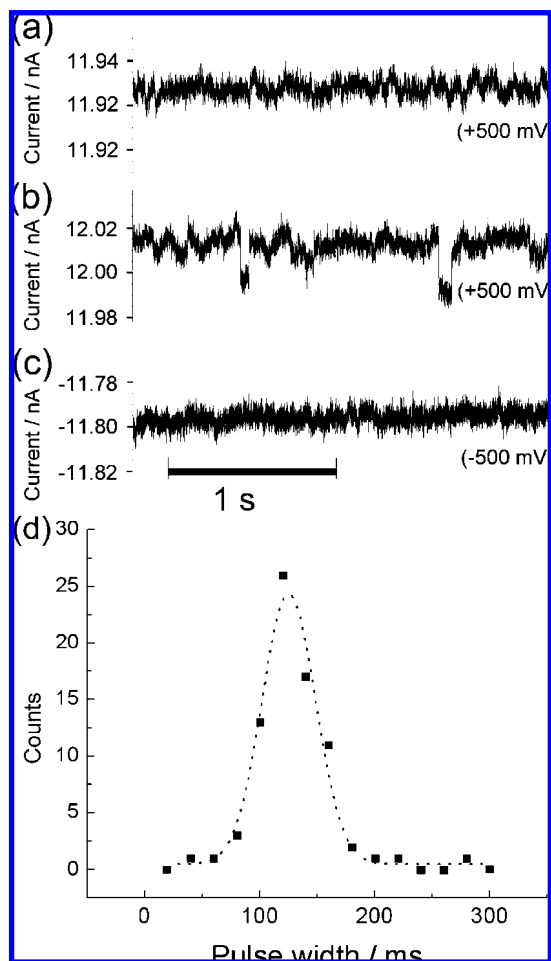 (a)
Current / nA
11.94
11.92
11.92
(+500 mV
(b)
Current / nA
12.02
12.00
11.98
(+500 mV
(c)
Current / nA
-11.78
-11.80
-11.82
(-500 mV
1 s
(d)
Counts
30
25
20
15
10
5
0
0 100 200 300
Pulse width / ms